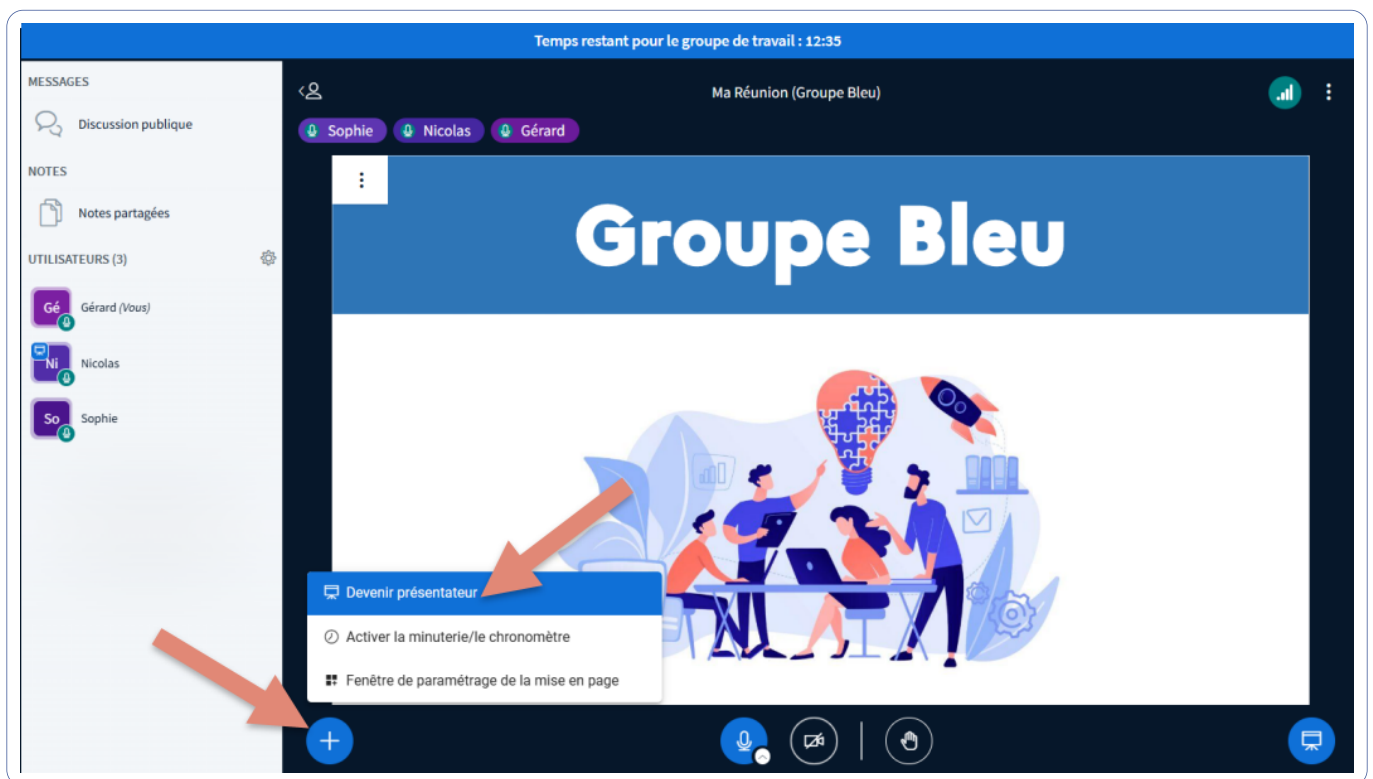 Temps restant pour le groupe de travail : 12:35
MESSAGES
Discussion publique
NOTES
Notes partagées
UTILISATEURS (3)
Gé
Gérard (Vous)
Ni
Nicolas
So
Sophie
Ma Réunion (Groupe Bleu)
Sophie
Nicolas
Gérard
Groupe Bleu
Devenir présentateur
Activer la minuterie/le chronomètre
Fenêtre de paramétrage de la mise en page